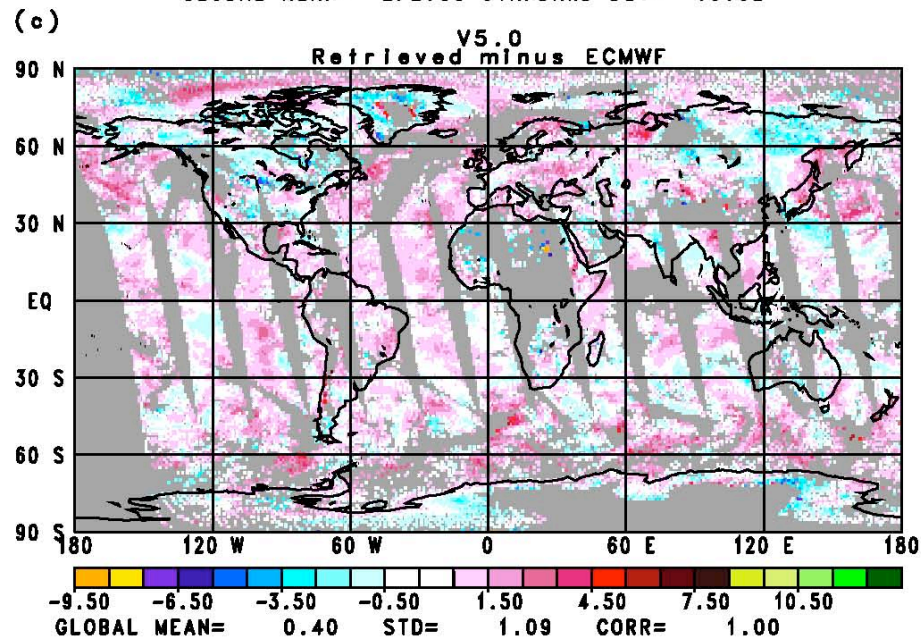 (c)
V5.0
Retrieved minus ECMWF
90 N
60 N
30 N
EQ
30 S
60 S
90 S
180 120 W 60 W 0 60 E 120 E 180
-9.50 -6.50 -3.50 -0.50 1.50 4.50 7.50 10.50
GLOBAL MEAN= 0.40 STD= 1.09 CORR= 1.00